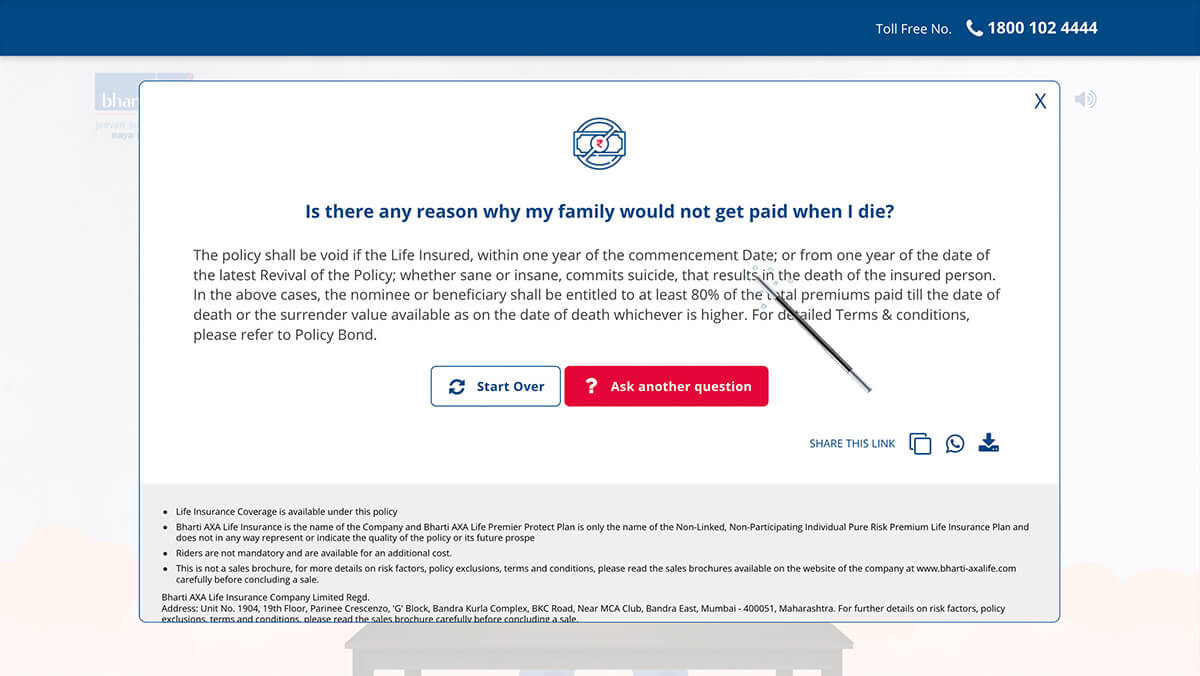 Toll Free No. 1800 102 4444
bhar
jeevan su
naya
X
₹
Is there any reason why my family would not get paid when I die?
The policy shall be void if the Life Insured, within one year of the commencement Date; or from one year of the date of
the latest Revival of the Policy; whether sane or insane, commits suicide, that results in the death of the insured person.
In the above cases, the nominee or beneficiary shall be entitled to at least 80% of the total premiums paid till the date of
death or the surrender value available as on the date of death whichever is higher. For detailed Terms & conditions,
please refer to Policy Bond.
Start Over
? Ask another question
SHARE THIS LINK
• Life Insurance Coverage is available under this policy
• Bharti AXA Life Insurance is the name of the Company and Bharti AXA Life Premier Protect Plan is only the name of the Non-Linked, Non-Participating Individual Pure Risk Premium Life Insurance Plan and
does not in any way represent or indicate the quality of the policy or its future prospe
• Riders are not mandatory and are available for an additional cost.
• This is not a sales brochure, for more details on risk factors, policy exclusions, terms and conditions, please read the sales brochures available on the website of the company at www.bharti-axalife.com
carefully before concluding a sale.
Bharti AXA Life Insurance Company Limited Regd.
Address: Unit No. 1904, 19th Floor, Parinee Crescenzo, 'G' Block, Bandra Kurla Complex, BKC Road, Near MCA Club, Bandra East, Mumbai - 400051, Maharashtra. For further details on risk factors, policy
exclusions, terms and conditions, please read the sales brochure carefully before concluding a sale.